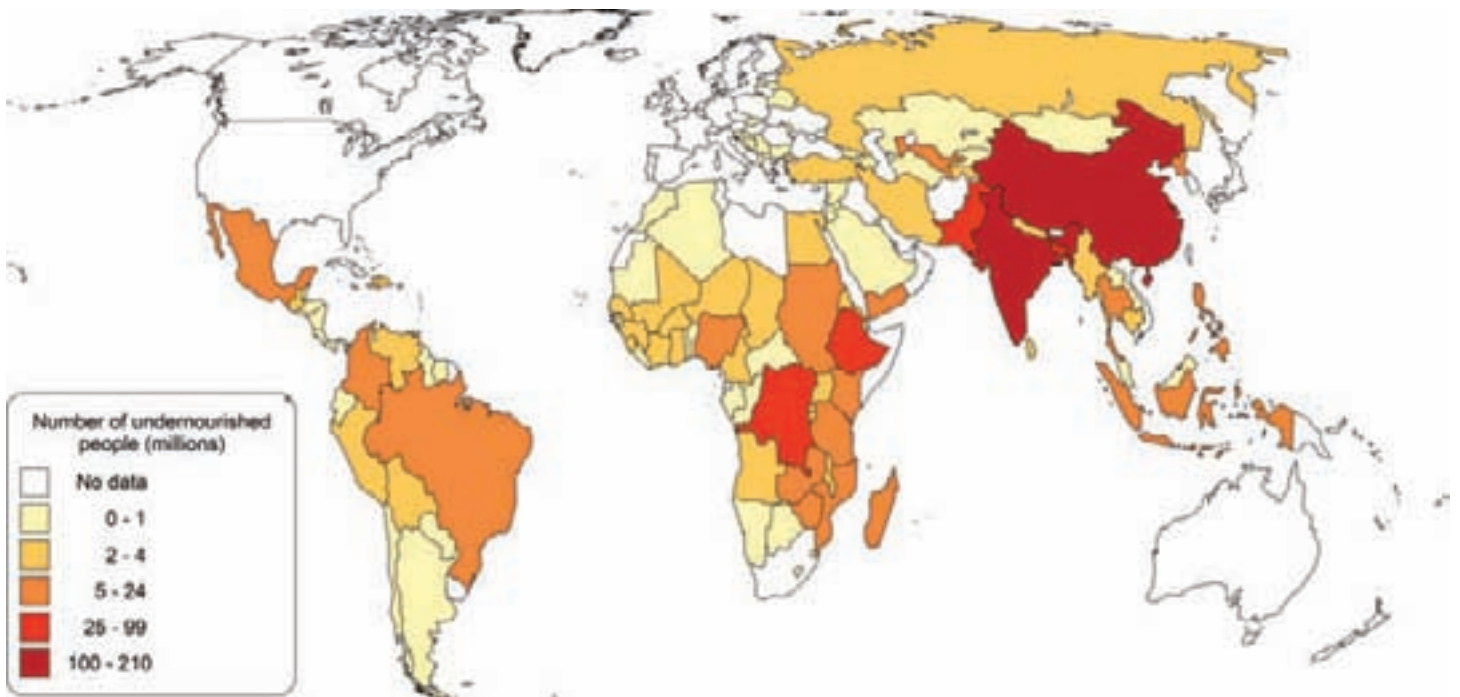 Number of undernourished
people (millions)
No data
0 - 1
2 - 4
5 - 24
25 - 99
100 - 210